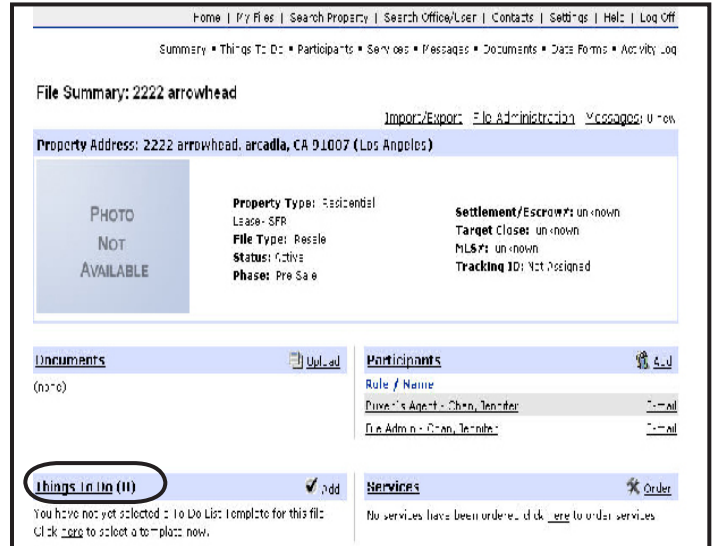 Home | My Files | Search Property | Search Office/User | Contacts | Settings | Help | Log Off
Summary ▪ Things To Do ▪ Participants ▪ Services ▪ Messages ▪ Documents ▪ Data Forms ▪ Activity Log
File Summary: 2222 arrowhead
Import/Export File Administration Messages: 0 new
Property Address: 2222 arrowhead, arcadia, CA 91007 (Los Angeles)
PHOTO
NOT
AVAILABLE
Property Type: Residential
Lease - SFR
File Type: Resale
Status: Active
Phase: Pre Sale
Settlement/Escrow#: unknown
Target Close: unknown
MLS#: unknown
Tracking ID: Not Assigned
Documents Upload
(none)
Participants Add
Role / Name
Buyer's Agent - Chan, Jennifer E-mail
File Admin - Chan, Jennifer E-mail
Things To Do (0) Add
You have not yet selected a To Do List Template for this file
Click here to select a template now.
Services Order
No services have been ordered click here to order services